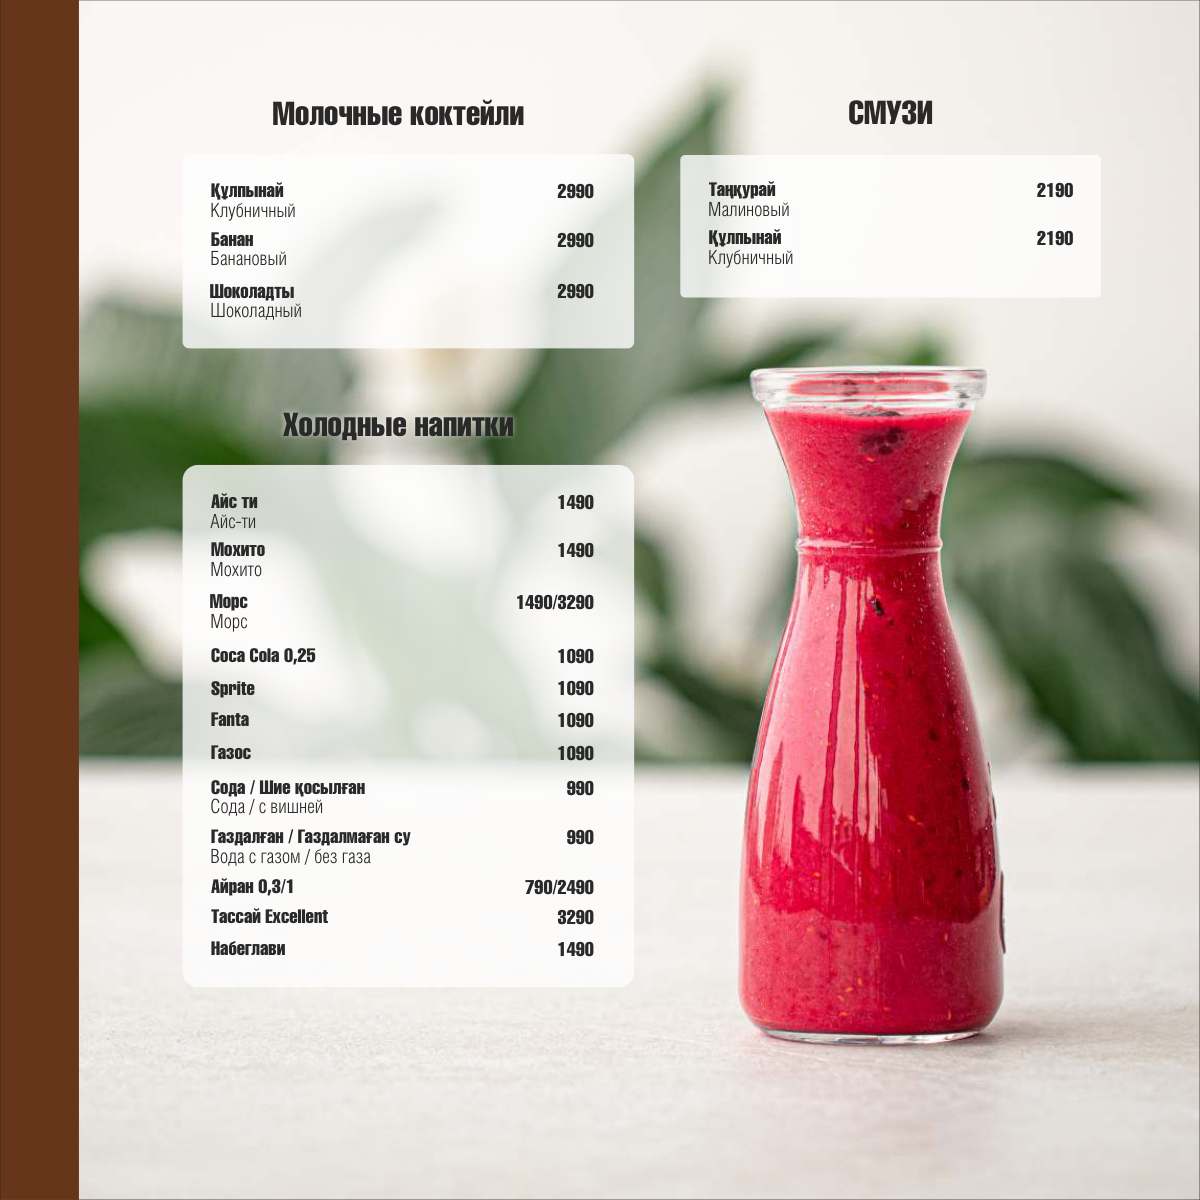 Молочные коктейли
Құлпынай 2990
Клубничный
Банан 2990
Банановый
Шоколадты 2990
Шоколадный
СМУЗИ
Таңқурай 2190
Малиновый
Құлпынай 2190
Клубничный
Холодные напитки
Айс ти 1490
Айс-ти
Мохито 1490
Мохито
Морс 1490/3290
Морс
Coca Cola 0,25 1090
Sprite 1090
Fanta 1090
Газос 1090
Сода / Шие қосылған 990
Сода / с вишней
Газдалған / Газдалмаған су 990
Вода с газом / без газа
Айран 0,3/1 790/2490
Тассай Excellent 3290
Набеглави 1490